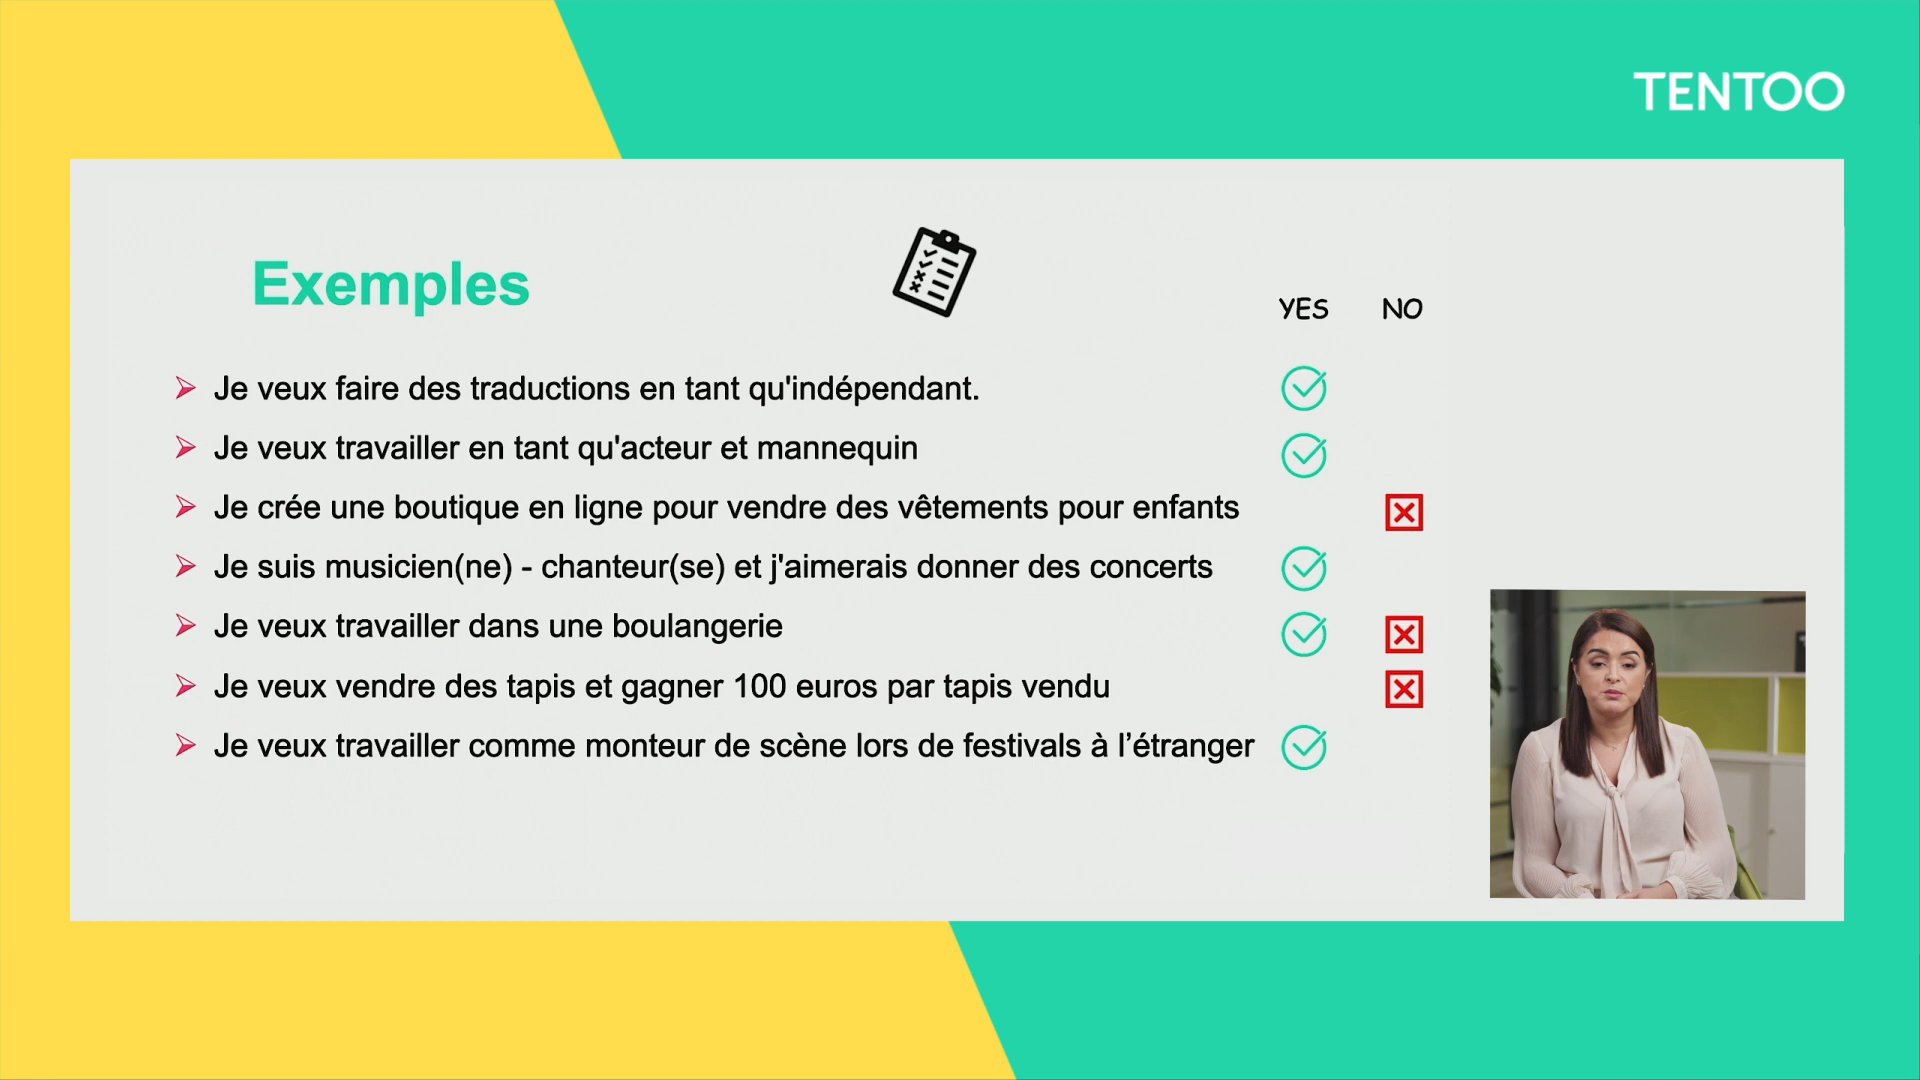 TENTOO
Exemples
YES NO
Je veux faire des traductions en tant qu'indépendant.
Je veux travailler en tant qu'acteur et mannequin
Je crée une boutique en ligne pour vendre des vêtements pour enfants
Je suis musicien(ne) - chanteur(se) et j'aimerais donner des concerts
Je veux travailler dans une boulangerie
Je veux vendre des tapis et gagner 100 euros par tapis vendu
Je veux travailler comme monteur de scène lors de festivals à l’étranger